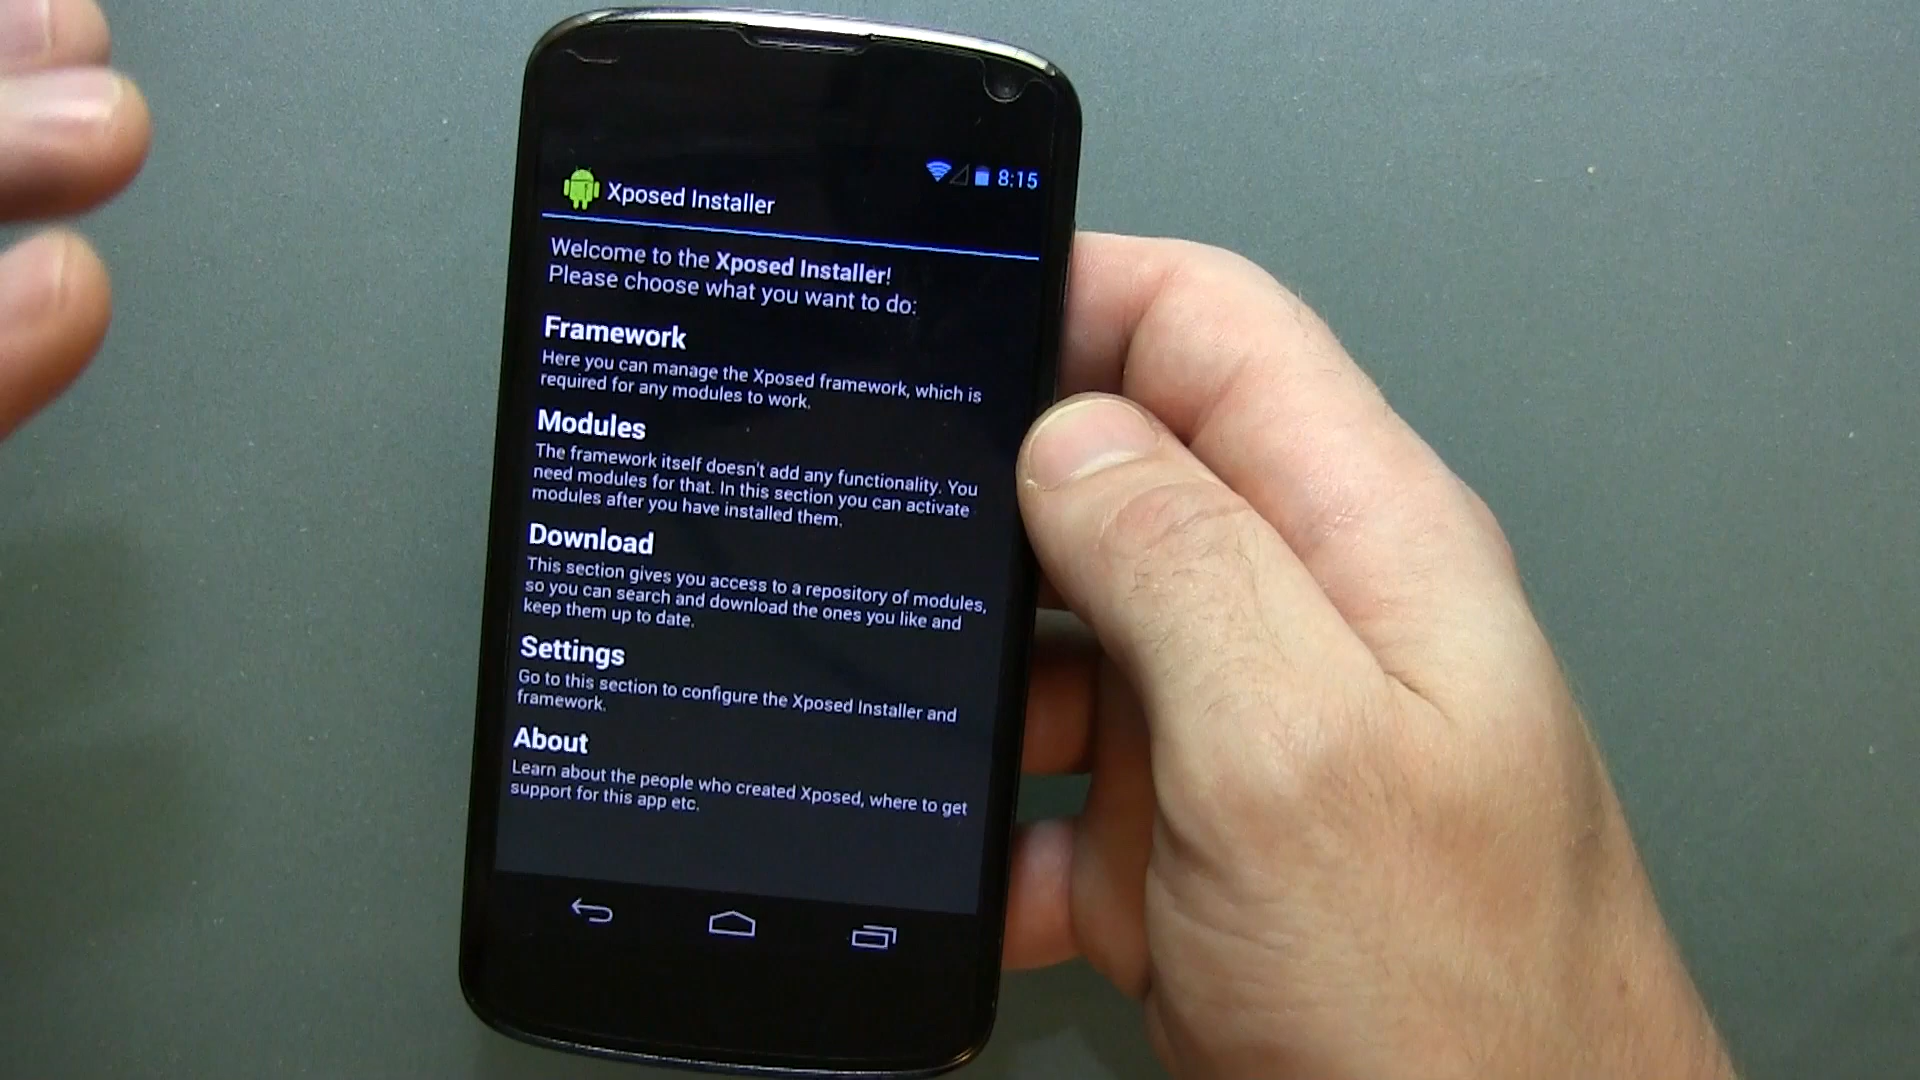 8:15
Xposed Installer
Welcome to the Xposed Installer!
Please choose what you want to do:
Framework
Here you can manage the Xposed framework, which is
required for any modules to work.
Modules
The framework itself doesn't add any functionality. You
need modules for that. In this section you can activate
modules after you have installed them.
Download
This section gives you access to a repository of modules,
so you can search and download the ones you like and
keep them up to date.
Settings
Go to this section to configure the Xposed Installer and
framework.
About
Learn about the people who created Xposed, where to get
support for this app etc.